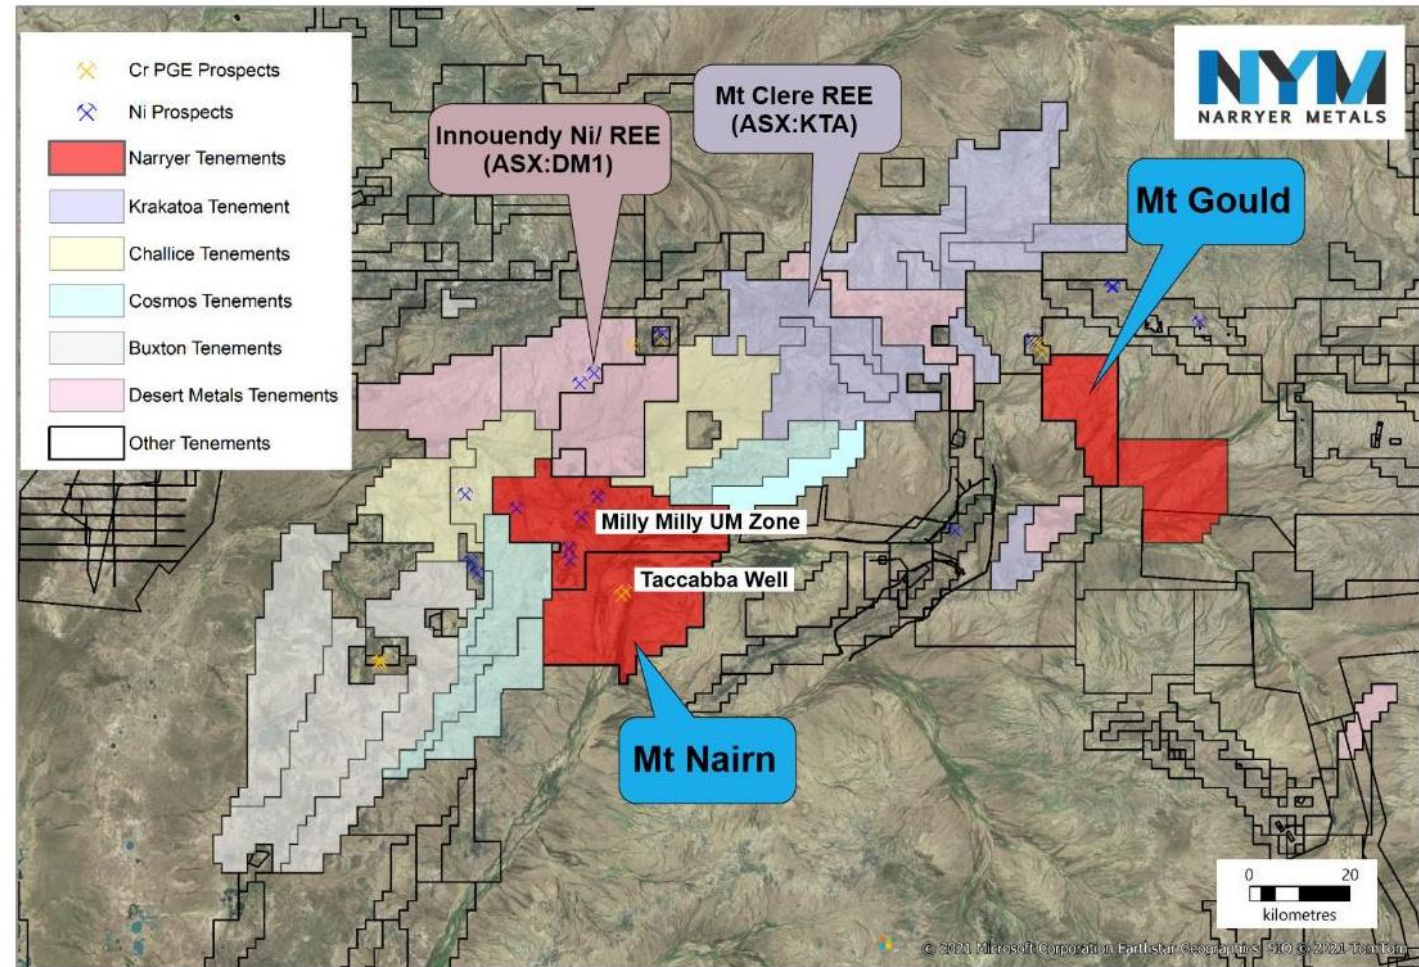 Cr PGE Prospects
Ni Prospects
Narryer Tenements
Krakatoa Tenement
Challice Tenements
Cosmos Tenements
Buxton Tenements
Desert Metals Tenements
Other Tenements
Innouendy Ni/ REE
(ASX:DM1)
Mt Clere REE
(ASX:KTA)
NYM
NARRYER METALS
Mt Gould
Milly Milly UM Zone
Taccabba Well
Mt Nairn
0 20
kilometres
© 2021 Microsoft Corporation Earthstar Geographics SIO © 2021 TomTom